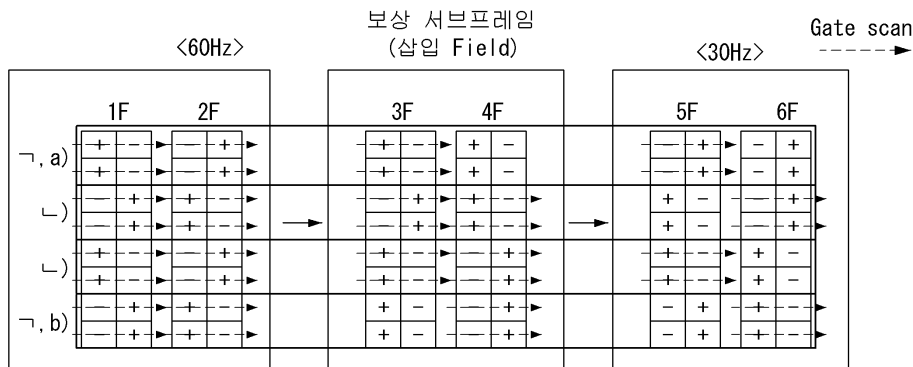 보상 서브프레임
<60Hz> (삽입 Field) <30Hz> Gate scan
1F 2F 3F 4F 5F 6F
+ - - + + - + - - + - +
ㄱ,a)
+ - - + + - + - - + - +
- + + - - + + - + - - +
ㄴ)
- + + - - + + - + - - +
+ - - + + - - + + - + -
ㄴ)
+ - - + + - - + + - + -
- + + - + - - + - + + -
ㄱ,b)
- + + - + - - + - + + -